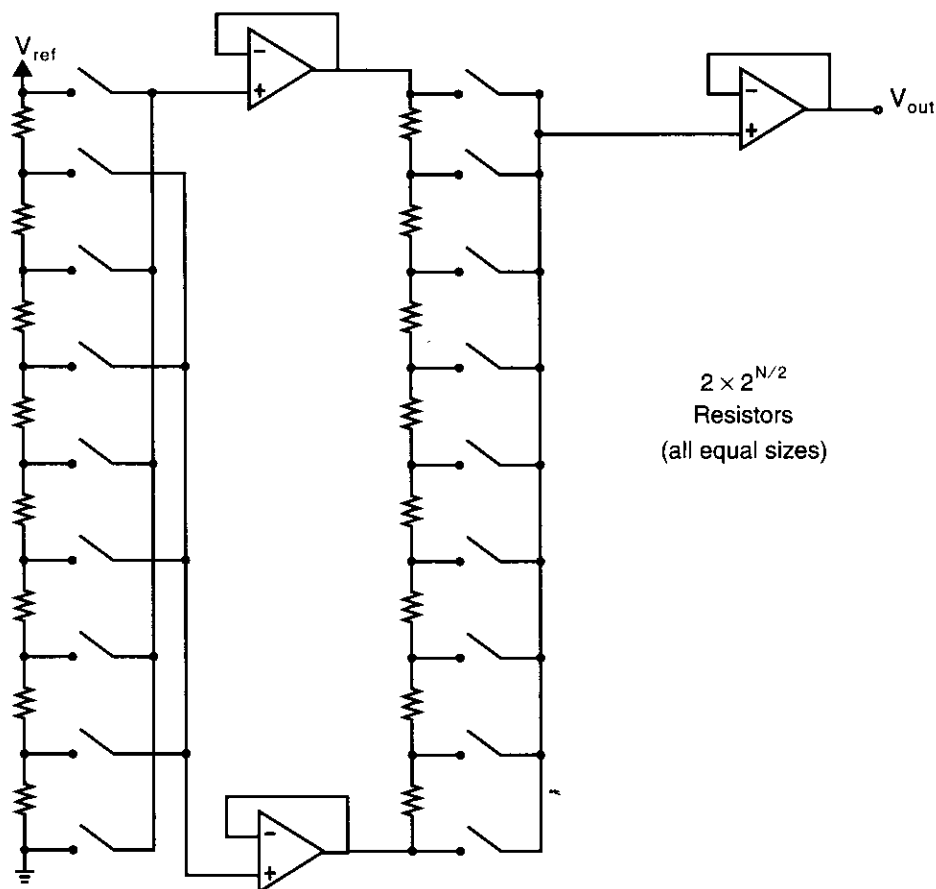 V_ref
−
+
−
+
V_out
2 × 2^{N/2}
Resistors
(all equal sizes)
−
+